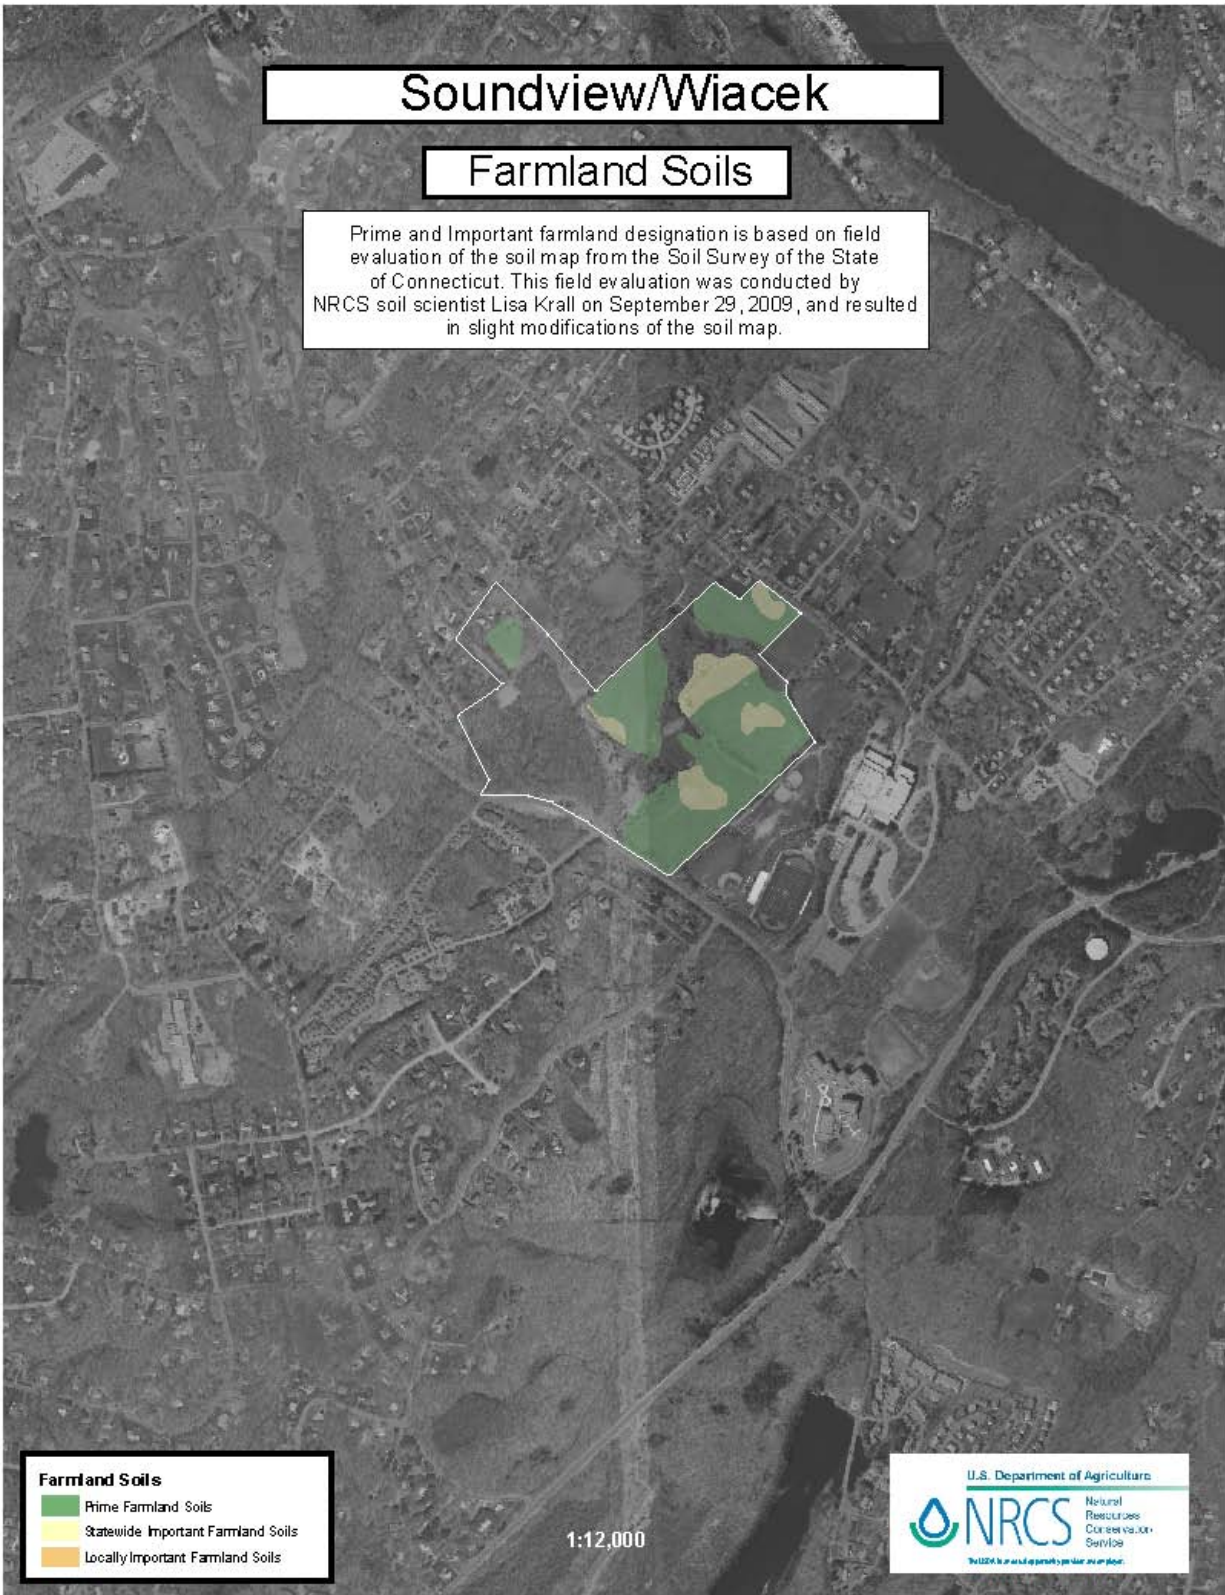 Soundview/Wiacek
Farmland Soils
Prime and Important farmland designation is based on field
evaluation of the soil map from the Soil Survey of the State
of Connecticut. This field evaluation was conducted by
NRCS soil scientist Lisa Krall on September 29, 2009, and resulted
in slight modifications of the soil map.
Farmland Soils
Prime Farmland Soils
Statewide Important Farmland Soils
Locally Important Farmland Soils
1:12,000
U.S. Department of Agriculture
NRCS
Natural
Resources
Conservation
Service